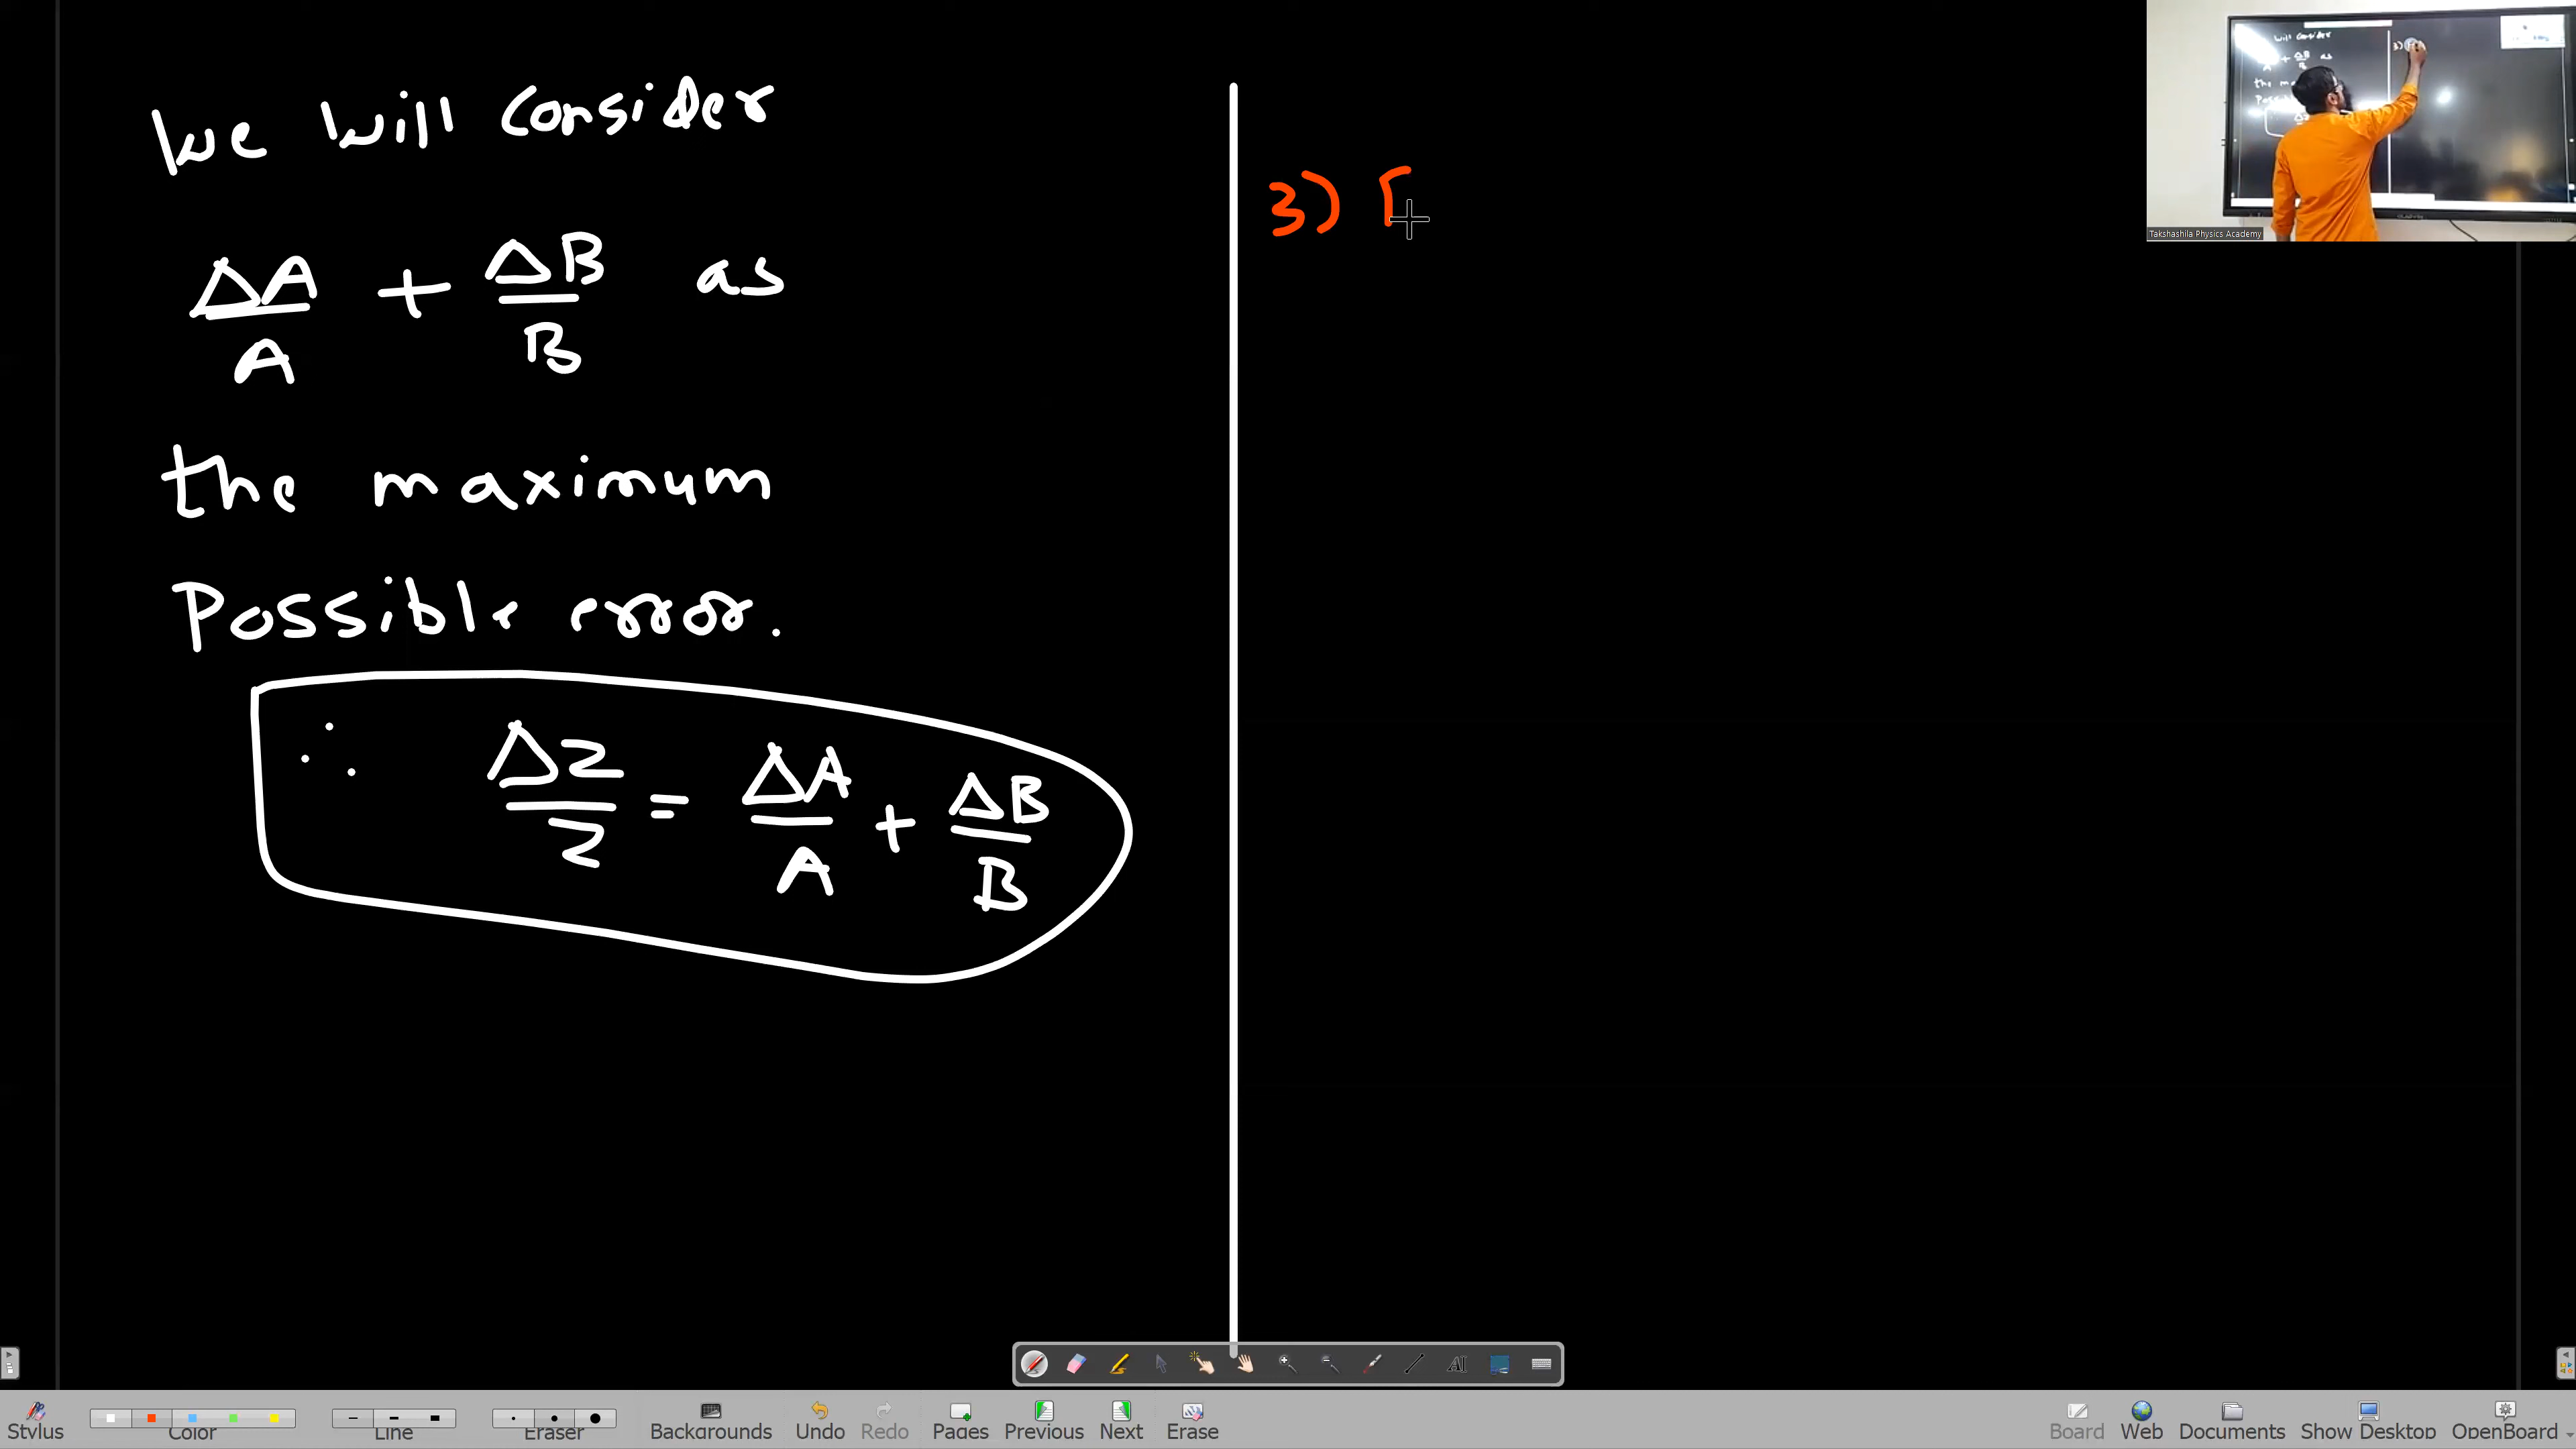 we will consider
ΔA/A + ΔB/B as
the maximum
Possible error.
∴ ΔZ/Z = ΔA/A + ΔB/B
3)
Takshashila Physics Academy
Stylus Color Line Eraser Backgrounds Undo Redo Pages Previous Next Erase Board Web Documents Show Desktop OpenBoard